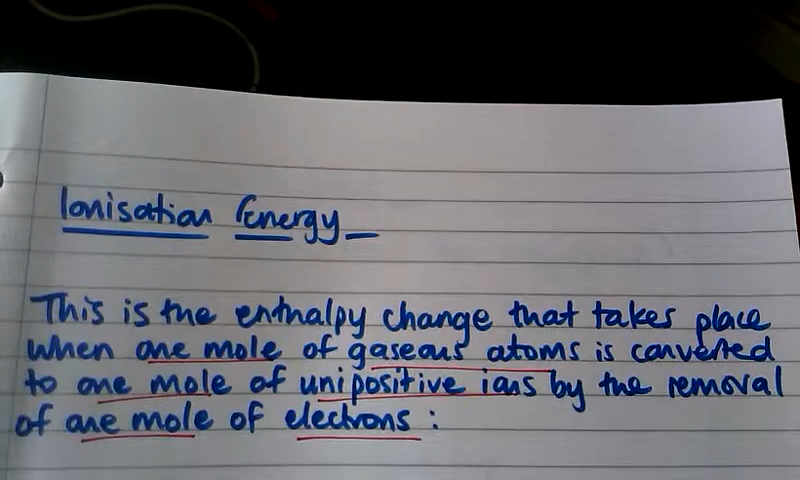 Ionisation Energy
This is the enthalpy change that takes place
when one mole of gaseous atoms is converted
to one mole of unipositive ions by the removal
of one mole of electrons :